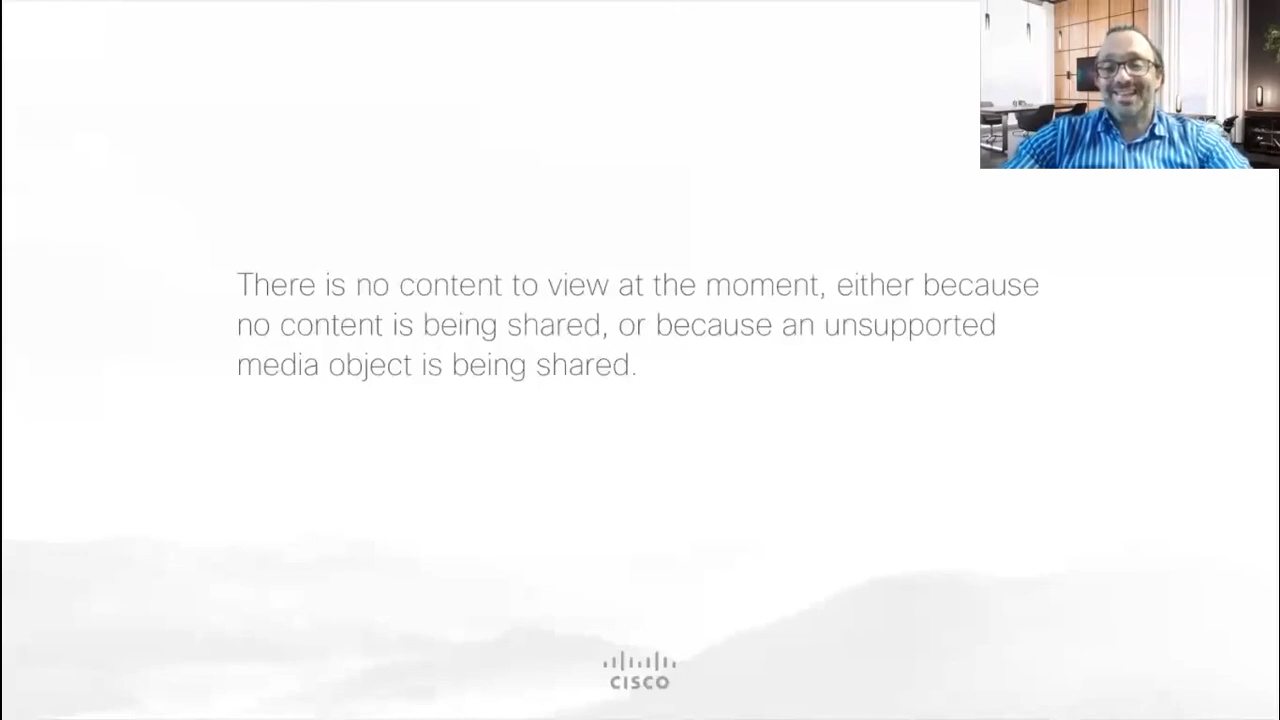 There is no content to view at the moment, either because
no content is being shared, or because an unsupported
media object is being shared.
CISCO